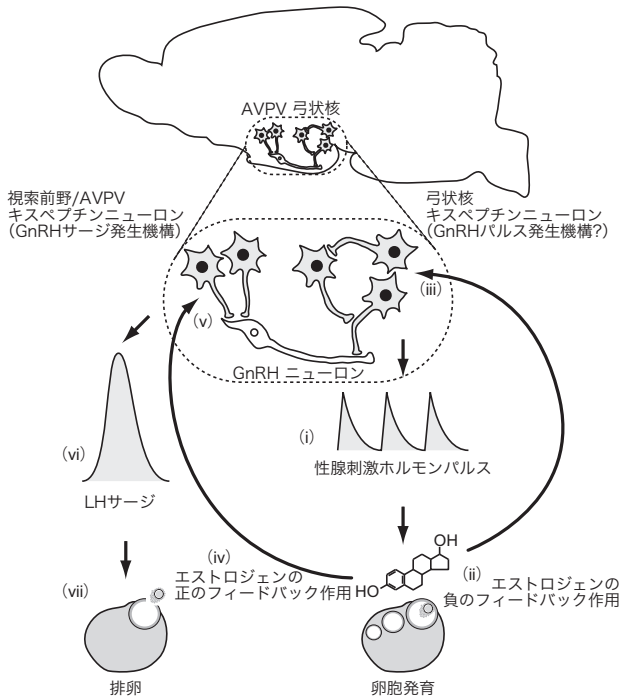 AVPV 弓状核
視索前野/AVPV
キスペプチンニューロン
(GnRHサージ発生機構)
弓状核
キスペプチンニューロン
(GnRHパルス発生機構?)
(iii)
(v)
GnRH ニューロン
(i)
性腺刺激ホルモンパルス
(vi)
LHサージ
OH
HO
(iv)
エストロジェンの
正のフィードバック作用
(ii)
エストロジェンの
負のフィードバック作用
(vii)
排卵
卵胞発育